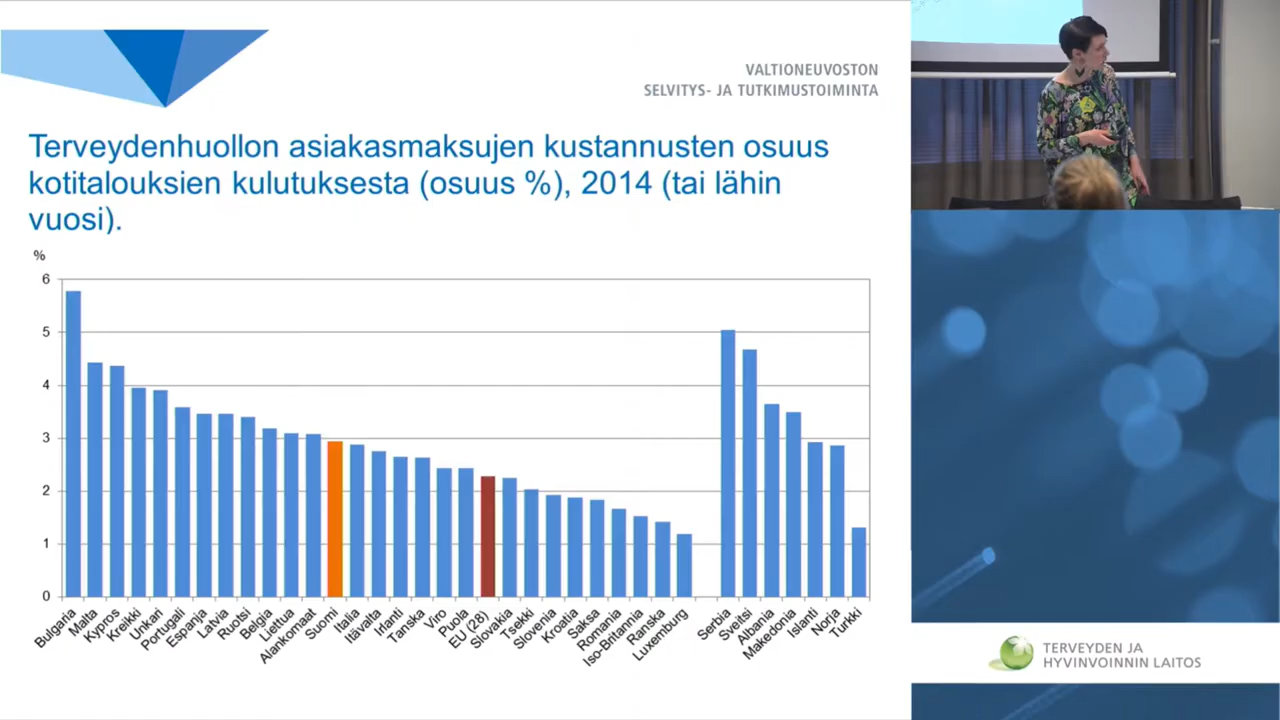 VALTIONEUVOSTON
SELVITYS- JA TUTKIMUSTOIMINTA
Terveydenhuollon asiakasmaksujen kustannusten osuus
kotitalouksien kulutuksesta (osuus %), 2014 (tai lähin
vuosi).
%
6
5
4
3
2
1
0
Bulgaria
Malta
Kypros
Kreikki
Unkari
Portugali
Espanja
Latvia
Ruotsi
Belgia
Liettua
Alankomaat
Suomi
Italia
Itävalta
Irlanti
Tanska
Viro
Puola
EU (28)
Slovakia
Tsekki
Slovenia
Kroatia
Saksa
Romania
Iso-Britannia
Ranska
Luxemburg
Serbia
Sveitsi
Albania
Makedonia
Islanti
Norja
Turkki
TERVEYDEN JA
HYVINVOINNIN LAITOS